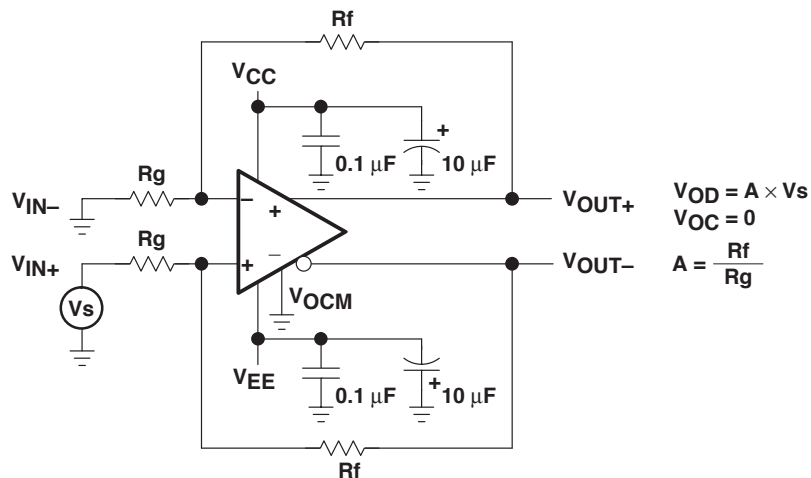 Rf
VCC
+
0.1 μF
10 μF
Rg
VIN–
–
+
VOUT+
VOD = A × Vs
VOC = 0
Rg
VIN+
+
–
VOUT–
A = Rf
Rg
Vs
VOCM
VEE
0.1 μF
+
10 μF
Rf